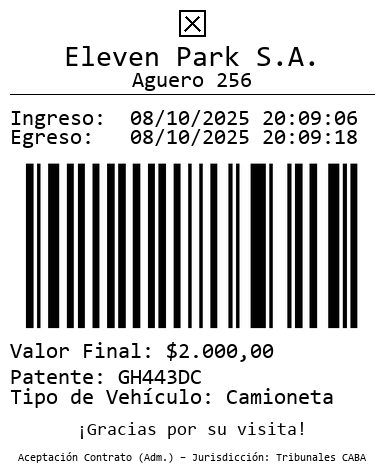 Eleven Park S.A.
Aguero 256
Ingreso: 08/10/2025 20:09:06
Egreso: 08/10/2025 20:09:18
Valor Final: $2.000,00
Patente: GH443DC
Tipo de Vehículo: Camioneta
¡Gracias por su visita!
Aceptación Contrato (Adm.) – Jurisdicción: Tribunales CABA